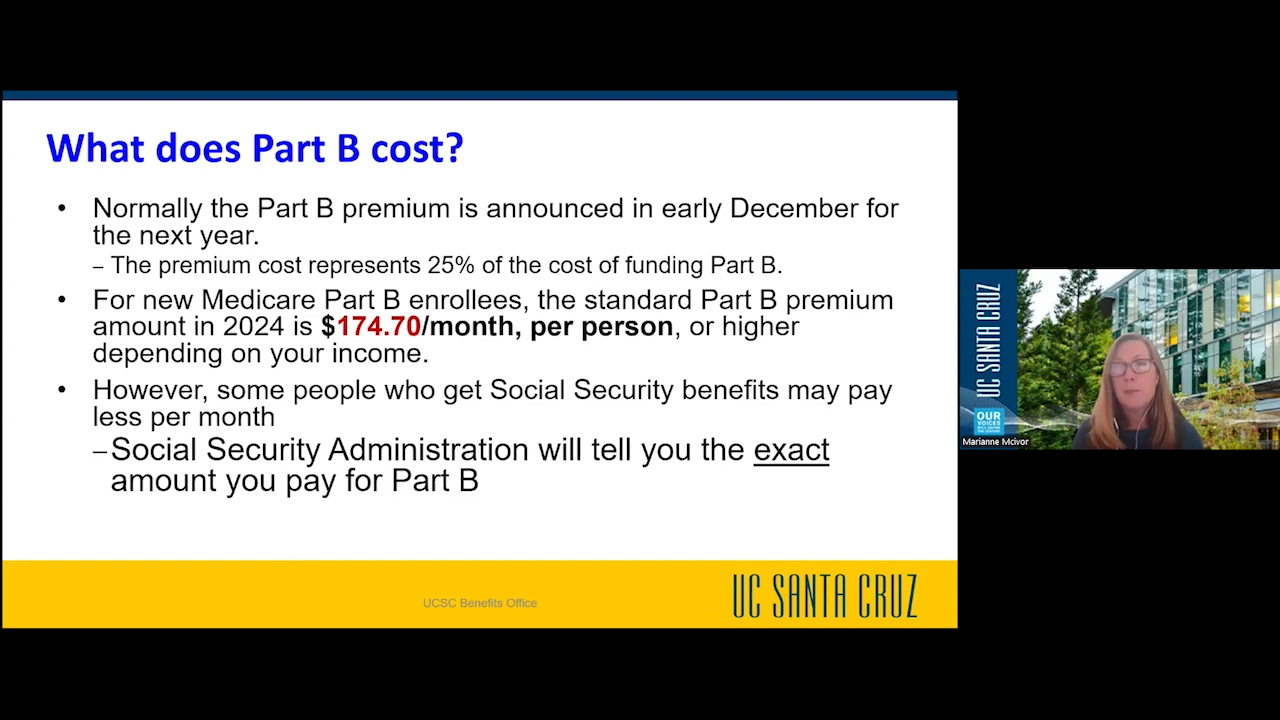 What does Part B cost?
• Normally the Part B premium is announced in early December for
the next year.
– The premium cost represents 25% of the cost of funding Part B.
• For new Medicare Part B enrollees, the standard Part B premium
amount in 2024 is $174.70/month, per person, or higher
depending on your income.
• However, some people who get Social Security benefits may pay
less per month
–Social Security Administration will tell you the exact
amount you pay for Part B
UCSC Benefits Office
UC SANTA CRUZ
UC SANTA CRUZ
OUR
VOICES
Marianne McIvor